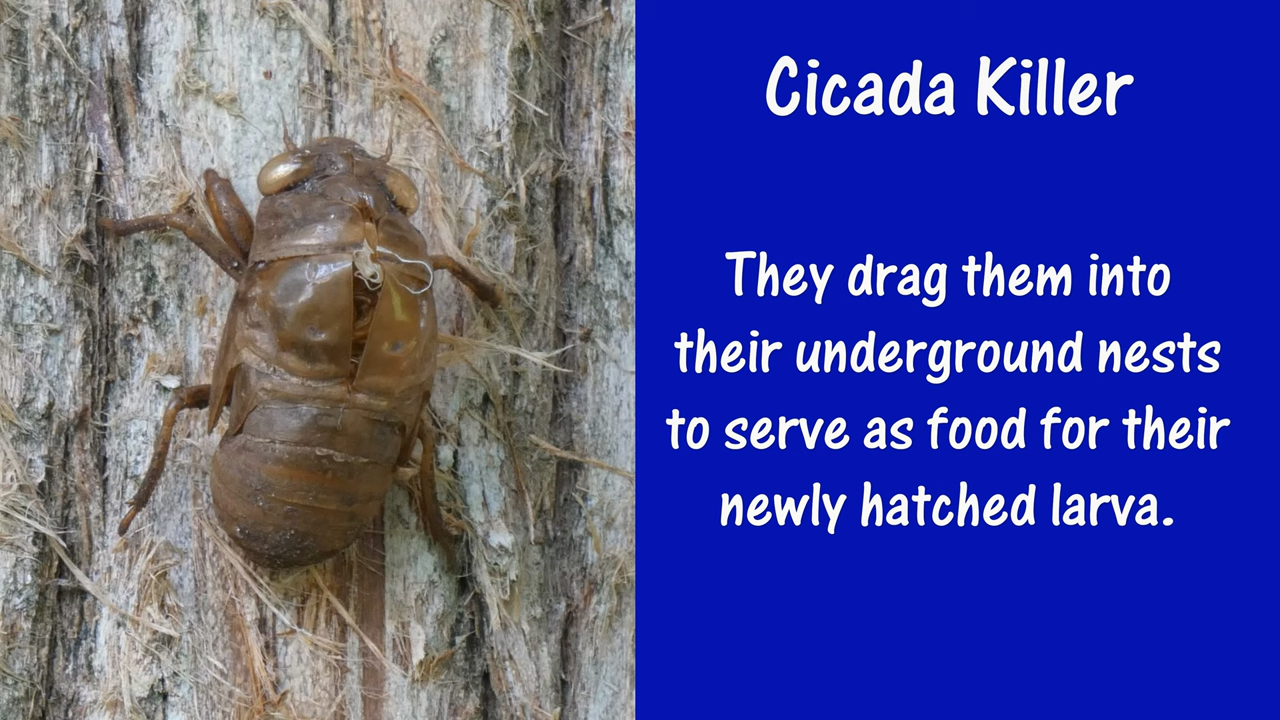 Cicada Killer
They drag them into
their underground nests
to serve as food for their
newly hatched larva.